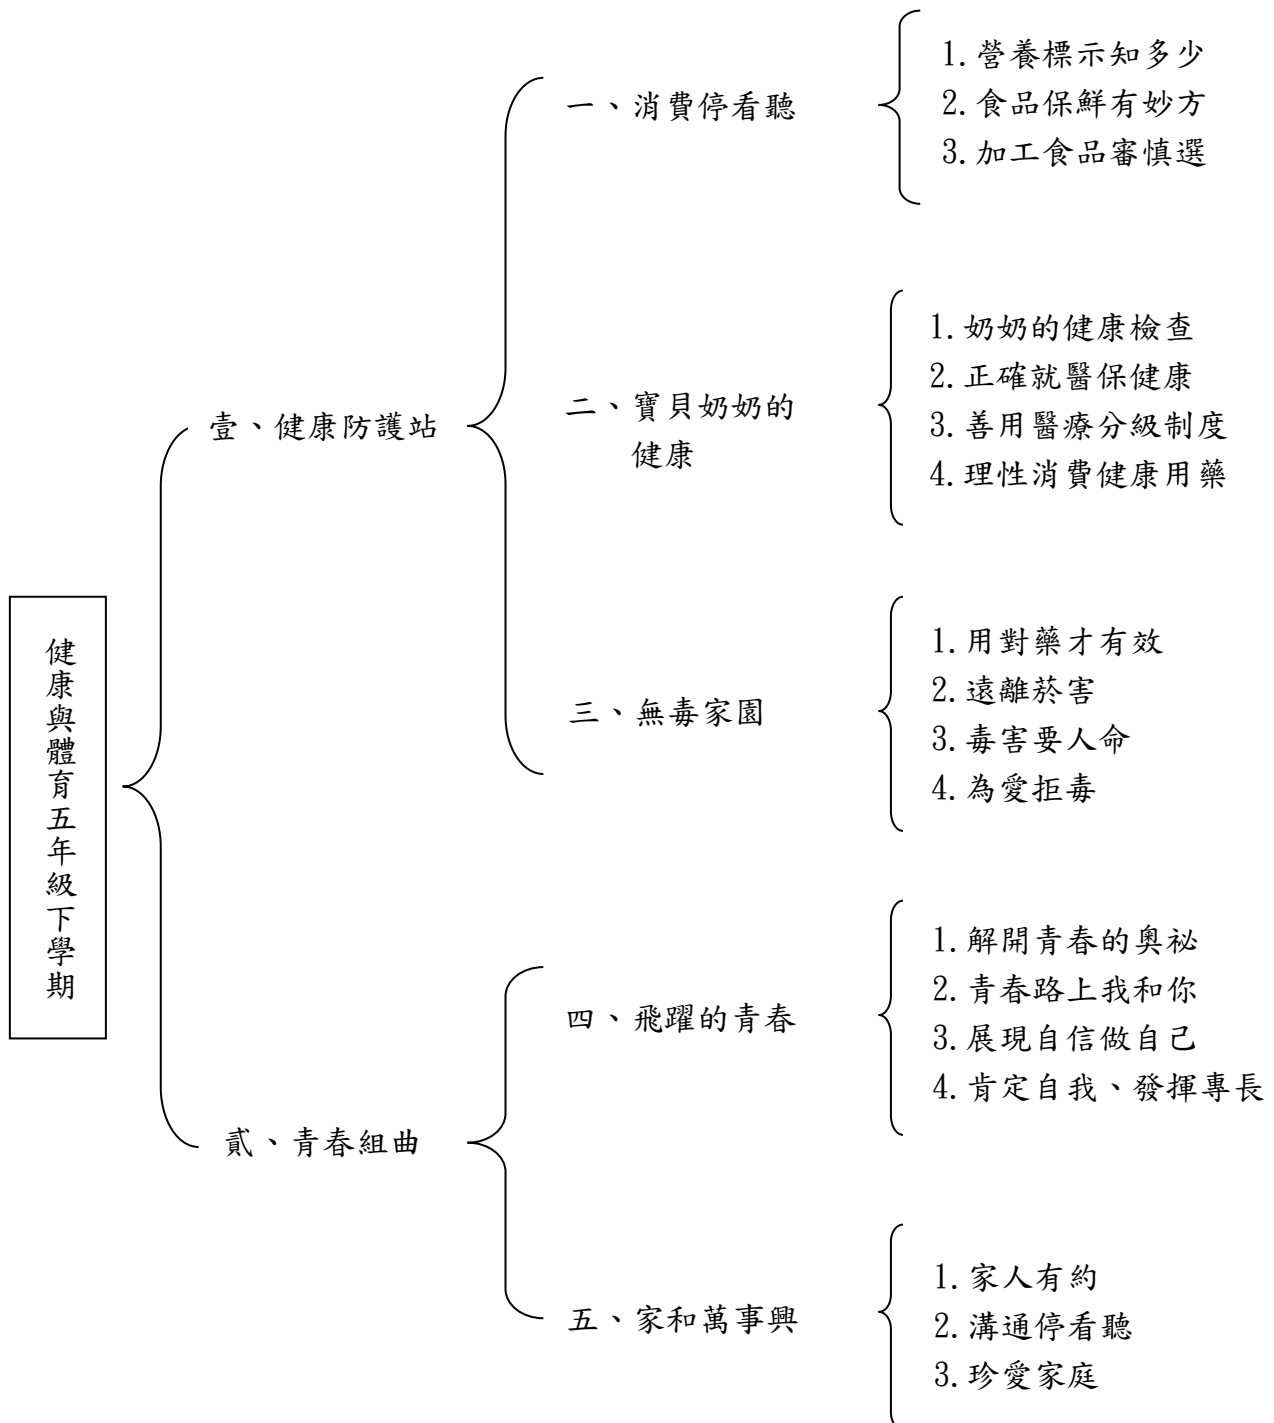 健康與體育五年級下學期
壹、健康防護站
一、消費停看聽
1.營養標示知多少
2.食品保鮮有妙方
3.加工食品審慎選
二、寶貝奶奶的
健康
1.奶奶的健康檢查
2.正確就醫保健康
3.善用醫療分級制度
4.理性消費健康用藥
三、無毒家園
1.用對藥才有效
2.遠離菸害
3.毒害要人命
4.為愛拒毒
貳、青春組曲
四、飛躍的青春
1.解開青春的奧祕
2.青春路上我和你
3.展現自信做自己
4.肯定自我、發揮專長
五、家和萬事興
1.家人有約
2.溝通停看聽
3.珍愛家庭